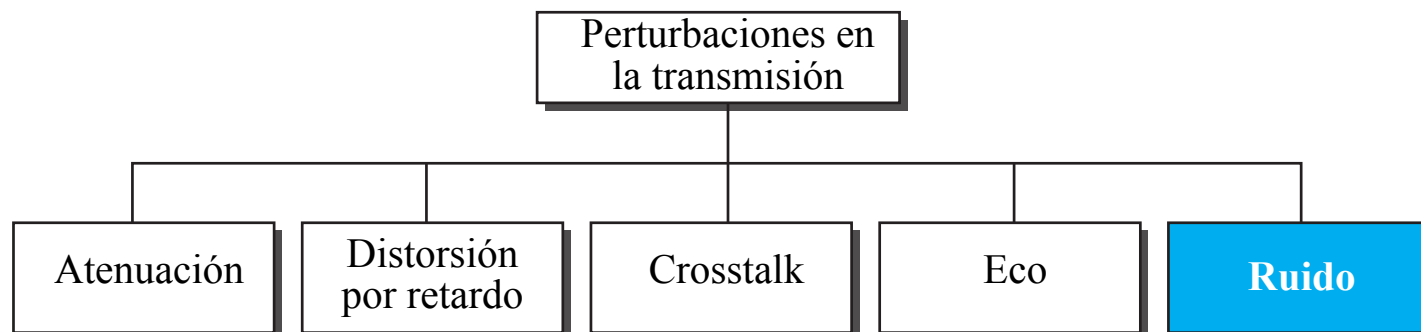 Perturbaciones en
la transmisión
Atenuación
Distorsión
por retardo
Crosstalk
Eco
Ruido